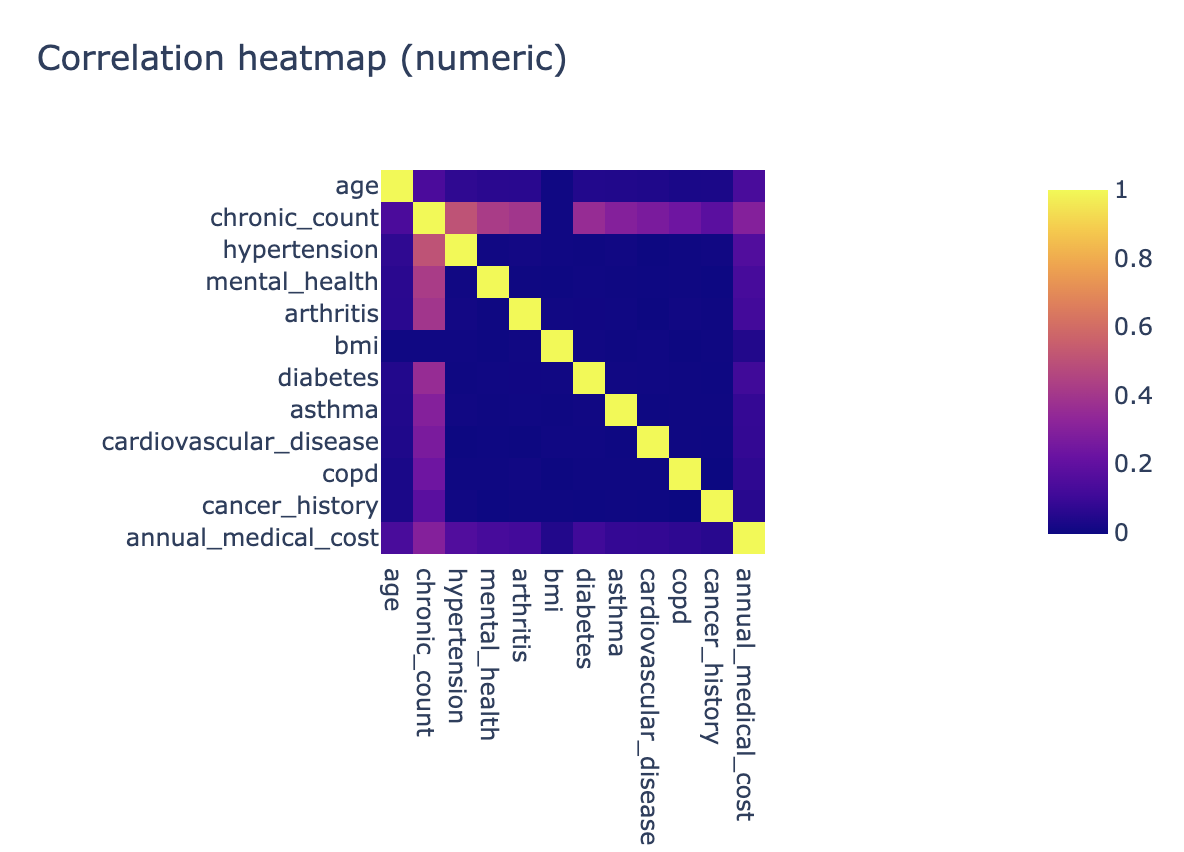 Correlation heatmap (numeric)
age
chronic_count
hypertension
mental_health
arthritis
bmi
diabetes
asthma
cardiovascular_disease
copd
cancer_history
annual_medical_cost
age
chronic_count
hypertension
mental_health
arthritis
bmi
diabetes
asthma
cardiovascular_disease
copd
cancer_history
annual_medical_cost
1
0.8
0.6
0.4
0.2
0